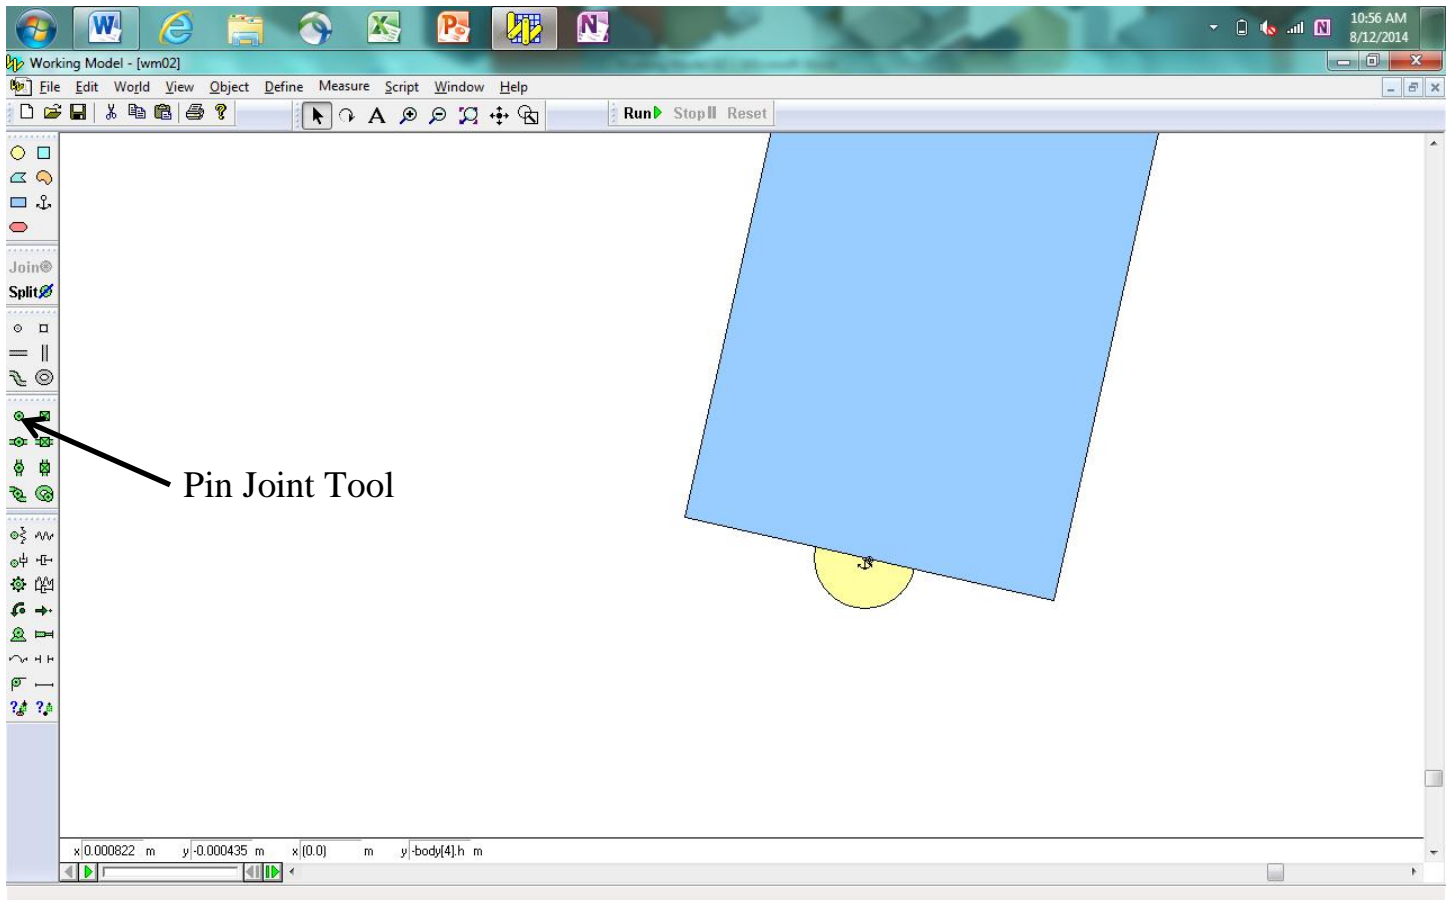 10:56 AM
8/12/2014
Working Model - [wm02]
File Edit World View Object Define Measure Script Window Help
A Run Stop Reset
Join
Split
Pin Joint Tool
x 0.000822 m y -0.000435 m x (0.0) m y -body[4].h m